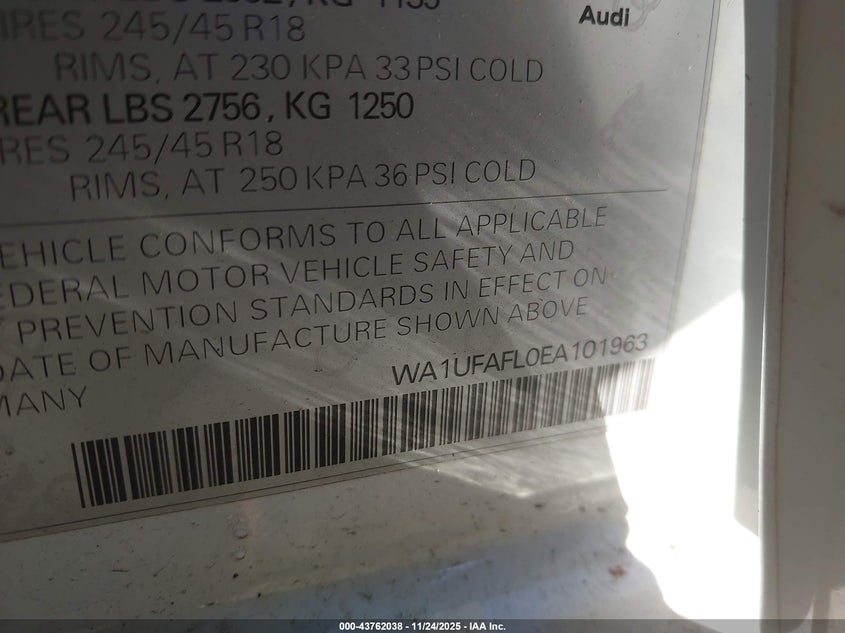 Audi
IRES 245/45 R18
RIMS, AT 230 KPA 33 PSI COLD
REAR LBS 2756, KG 1250
RES 245/45 R18
RIMS, AT 250 KPA 36 PSI COLD
EHICLE CONFORMS TO ALL APPLICABLE
EDERAL MOTOR VEHICLE SAFETY AND
PREVENTION STANDARDS IN EFFECT ON
DATE OF MANUFACTURE SHOWN ABOVE
MANY
WA1UFAFL0EA101963
000-43762038 - 11/24/2025 - IAA Inc.